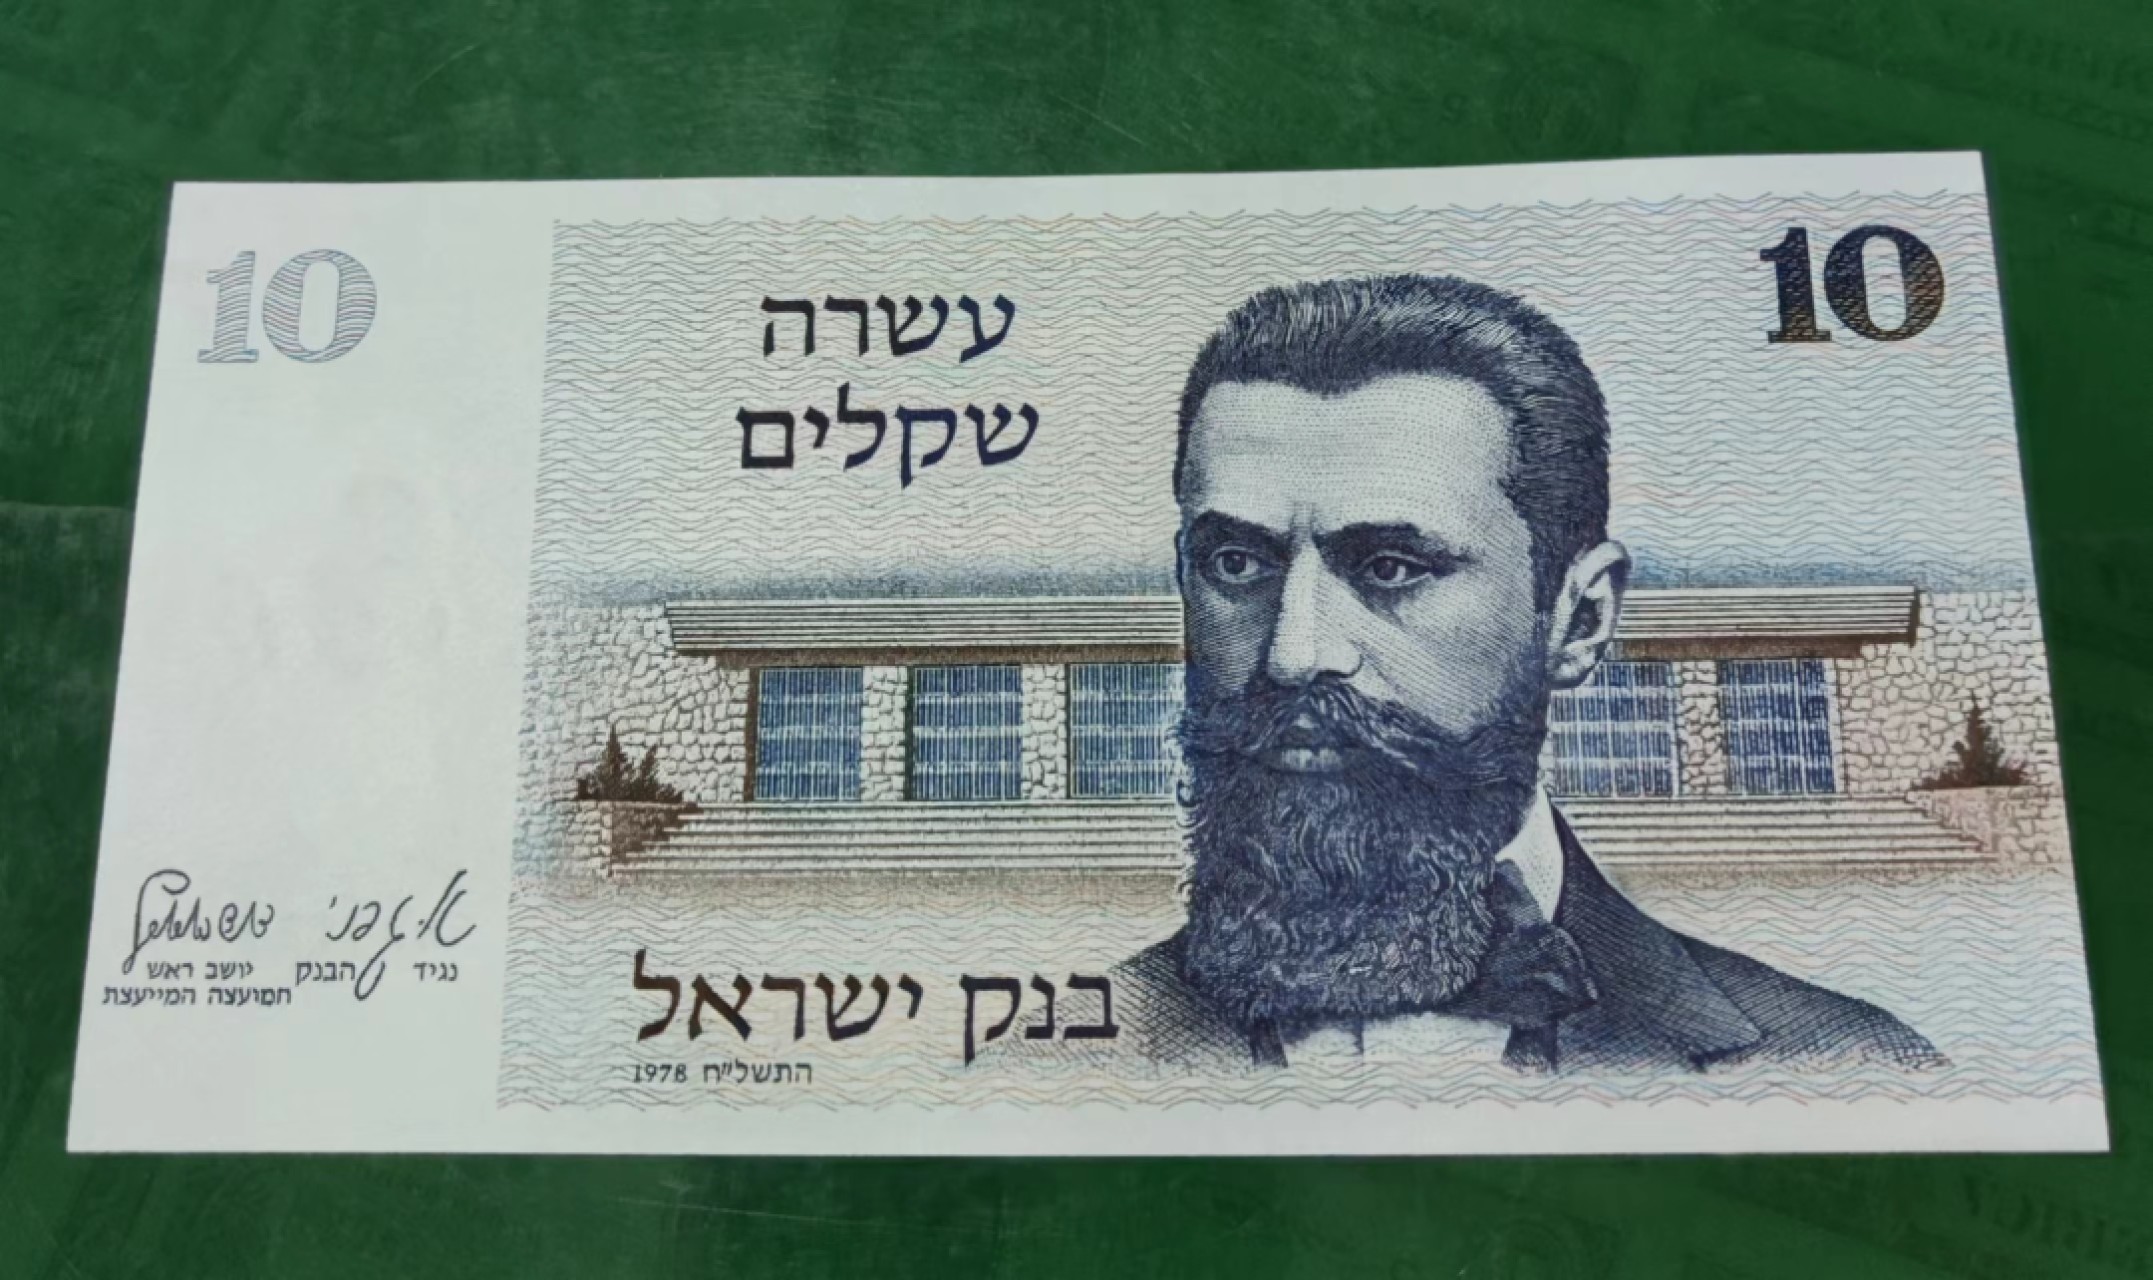 10
10
עשרה
שקלים
נגיד הבנק
יושב ראש
המועצה המייעצת
בנק ישראל
התשל״ח 1978